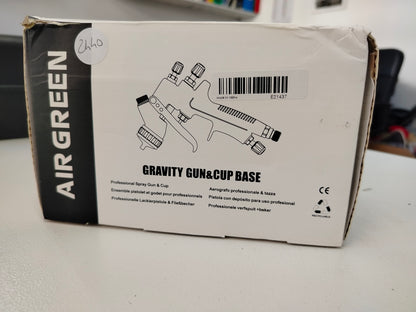 AIRGREEN
2440
E21437
GRAVITY GUN&CUP BASE
Professional Spray Gun & Cup
Ensemble pistolet et godet pour professionnels
Professionelle Lackierpistole & Fließbecher
Aerografo professionale & tazza
Pistola con depósito para uso profesional
Professionele verfspuit +beker
CE